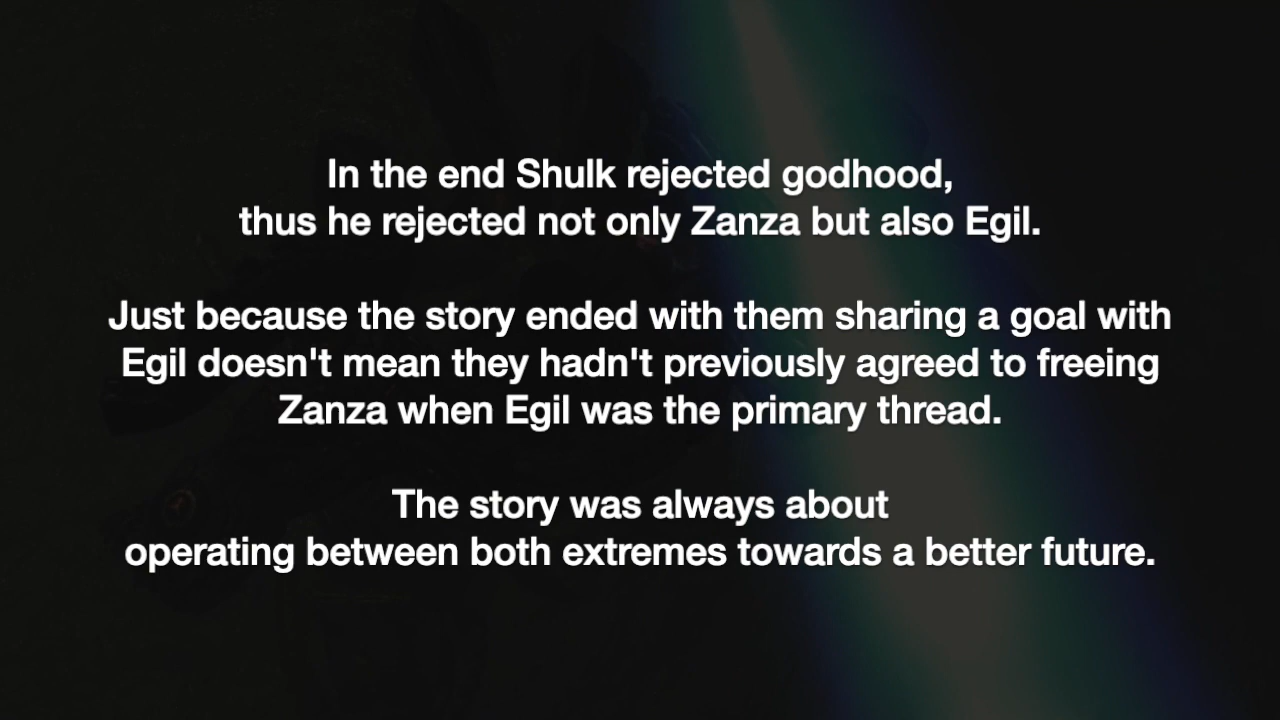 In the end Shulk rejected godhood,
thus he rejected not only Zanza but also Egil.
Just because the story ended with them sharing a goal with
Egil doesn't mean they hadn't previously agreed to freeing
Zanza when Egil was the primary thread.
The story was always about
operating between both extremes towards a better future.